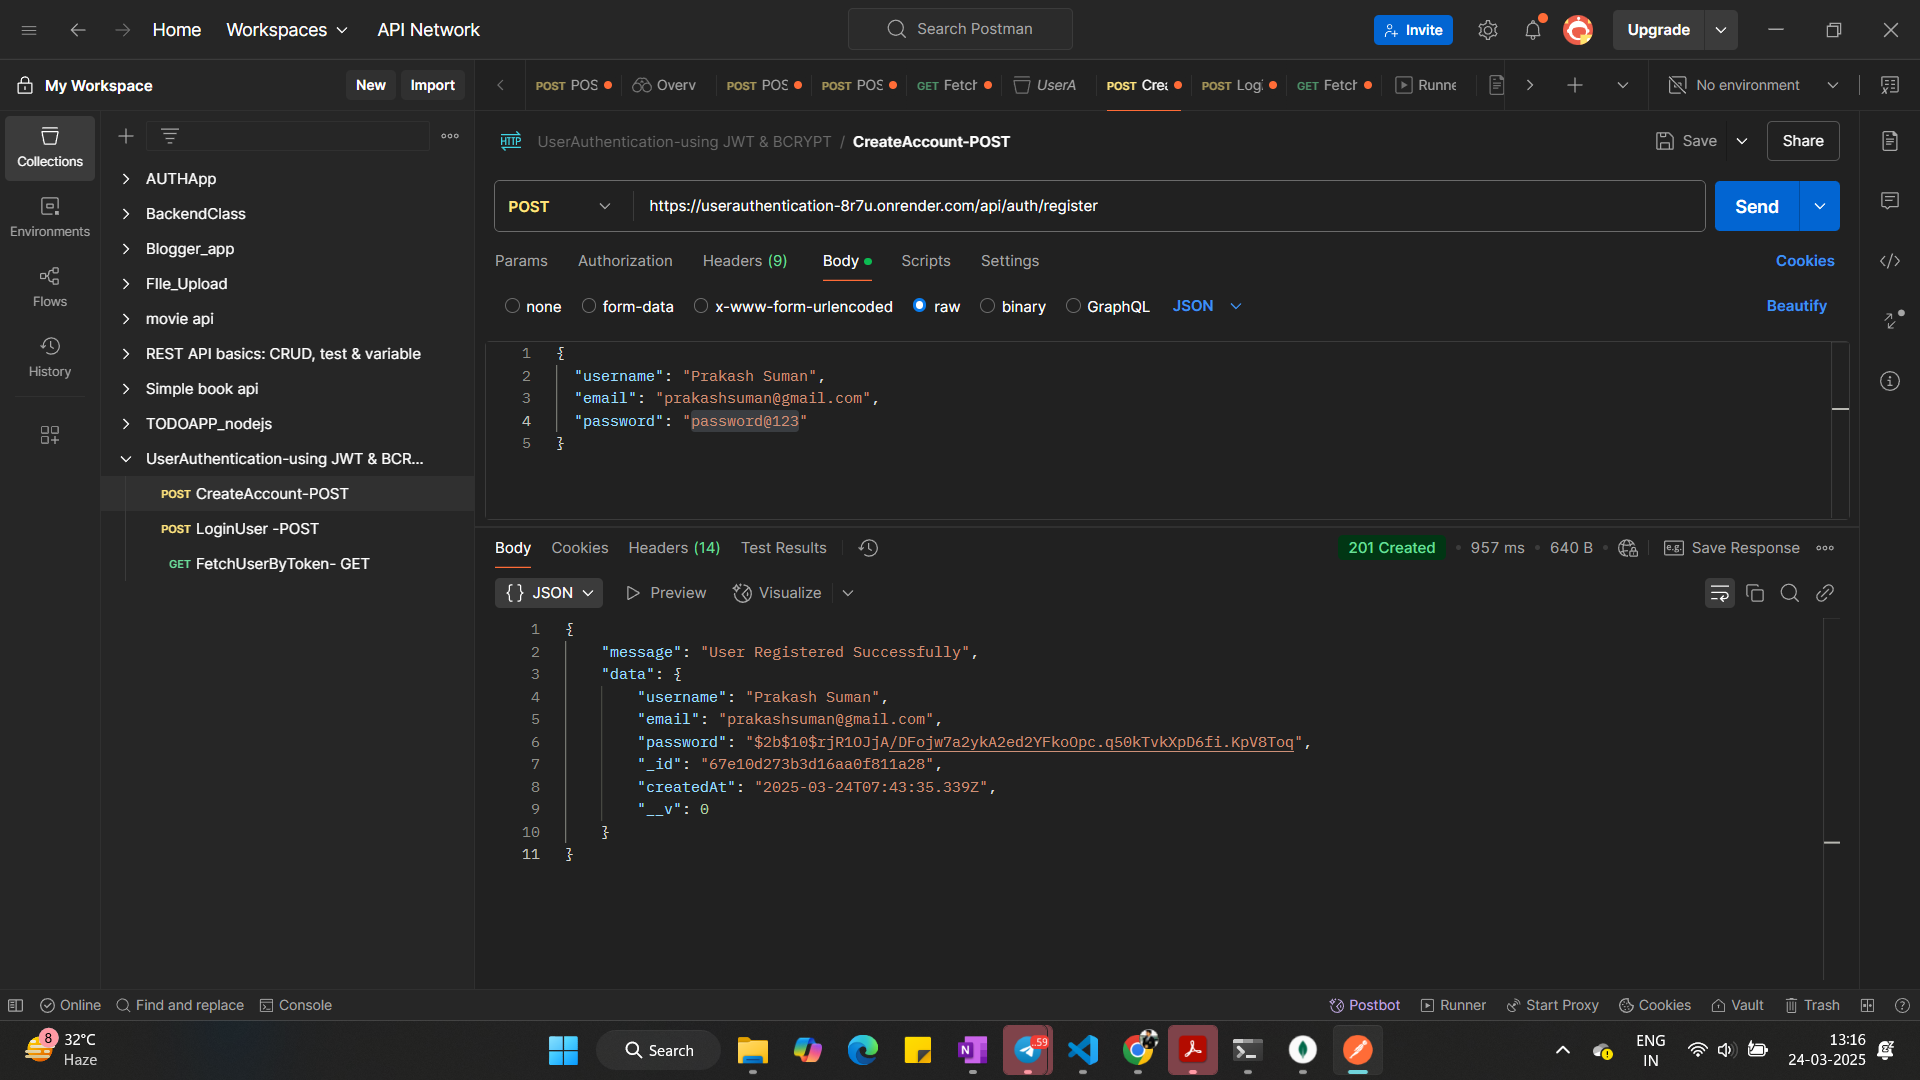 Home Workspaces API Network Search Postman Invite Upgrade
My Workspace New Import POST POS Overv POST POS POST POS GET Fetch UserA POST Crea POST Logi GET Fetch Runne No environment
Collections
Environments
Flows
History
AUTHApp
BackendClass
Blogger_app
FIle_Upload
movie api
REST API basics: CRUD, test & variable
Simple book api
TODOAPP_nodejs
UserAuthentication-using JWT & BCR...
POST CreateAccount-POST
POST LoginUser -POST
GET FetchUserByToken- GET
HTTP UserAuthentication-using JWT & BCRYPT / CreateAccount-POST Save Share
POST https://userauthentication-8r7u.onrender.com/api/auth/register Send
Params Authorization Headers (9) Body Scripts Settings Cookies
none form-data x-www-form-urlencoded raw binary GraphQL JSON Beautify
1 {
2 "username": "Prakash Suman",
3 "email": "prakashsuman@gmail.com",
4 "password": "password@123"
5 }
Body Cookies Headers (14) Test Results 201 Created 957 ms 640 B e.g. Save Response
{} JSON Preview Visualize
1 {
2 "message": "User Registered Successfully",
3 "data": {
4 "username": "Prakash Suman",
5 "email": "prakashsuman@gmail.com",
6 "password": "$2b$10$rjR1OJjA/DFojw7a2ykA2ed2YFkoOpc.q50kTvkXpD6fi.KpV8Toq",
7 "_id": "67e10d273b3d16aa0f811a28",
8 "createdAt": "2025-03-24T07:43:35.339Z",
9 "__v": 0
10 }
11 }
Online Find and replace Console Postbot Runner Start Proxy Cookies Vault Trash
8 32°C
Haze
Search
59
ENG
IN
13:16
24-03-2025